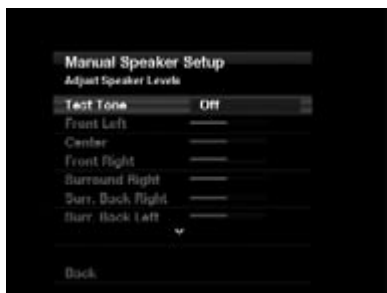 Manual Speaker Setup
Adjust Speaker Levels
Test Tone Off
Front Left
Center
Front Right
Surround Right
Surr. Back Right
Surr. Back Left
Back